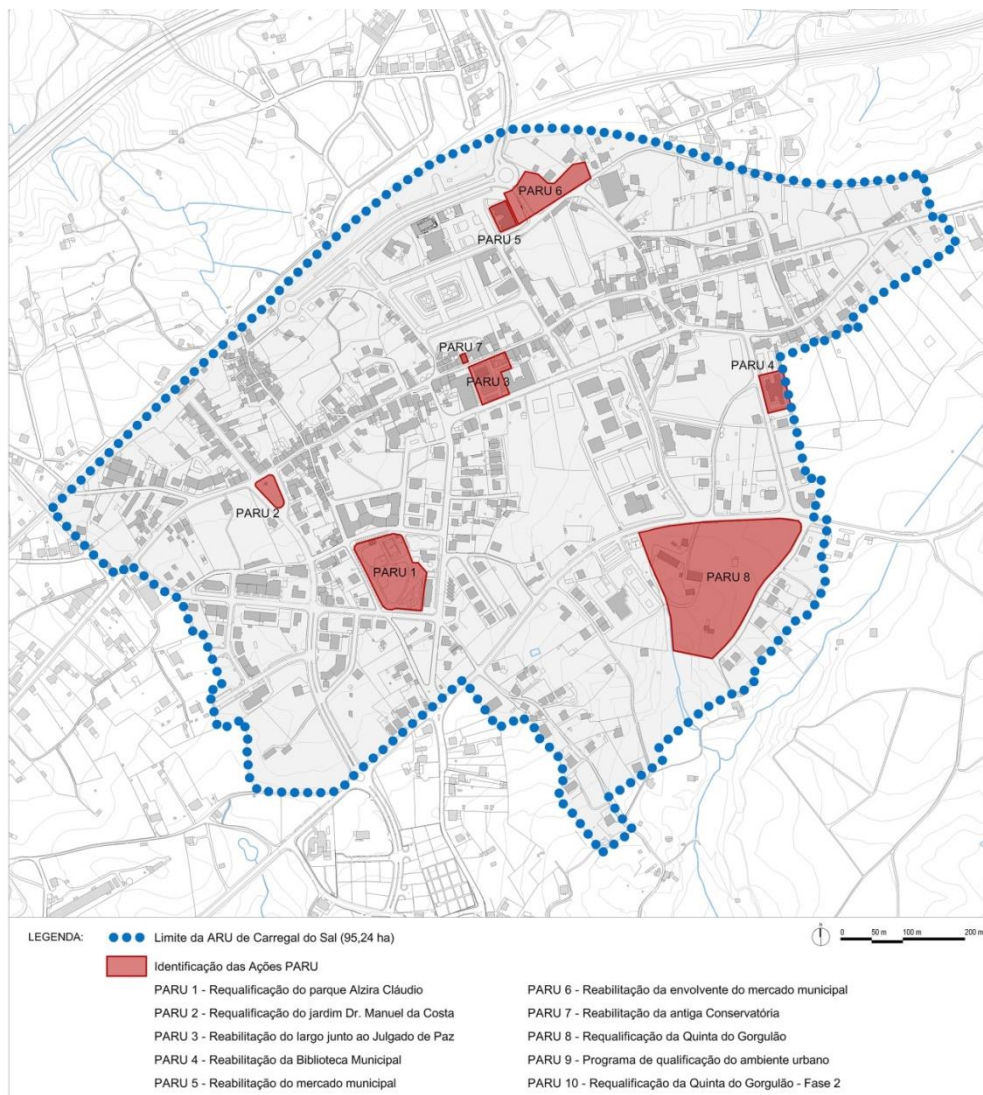 PARU 6
PARU 5
PARU 7
PARU 3
PARU 4
PARU 2
PARU 1
PARU 8
LEGENDA:
Limite da ARU de Carregal do Sal (95,24 ha)
N
0 50 m 100 m 200 m
Identificação das Ações PARU
PARU 1 - Requalificação do parque Alzira Cláudio
PARU 2 - Requalificação do jardim Dr. Manuel da Costa
PARU 3 - Reabilitação do largo junto ao Julgado de Paz
PARU 4 - Reabilitação da Biblioteca Municipal
PARU 5 - Reabilitação do mercado municipal
PARU 6 - Reabilitação da envolvente do mercado municipal
PARU 7 - Reabilitação da antiga Conservatória
PARU 8 - Requalificação da Quinta do Gorgulão
PARU 9 - Programa de qualificação do ambiente urbano
PARU 10 - Requalificação da Quinta do Gorgulão - Fase 2